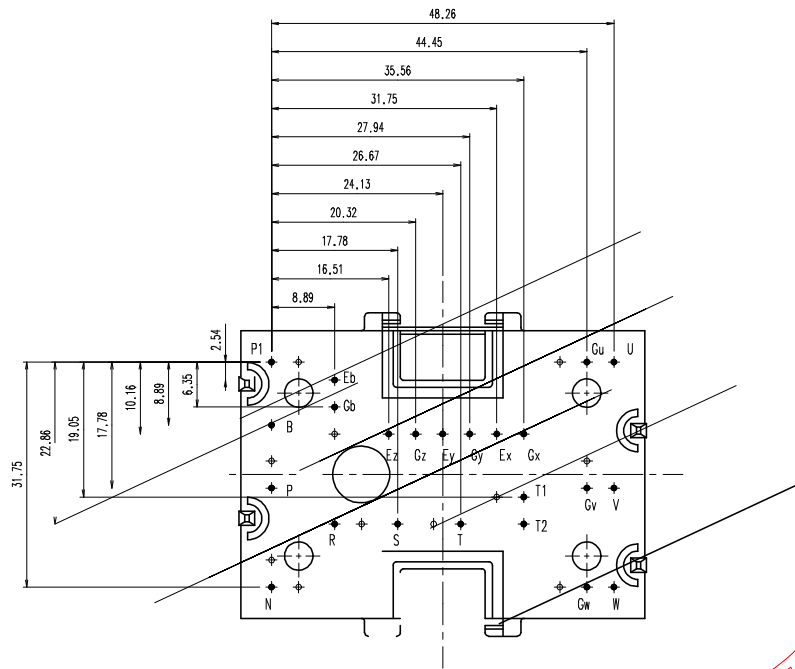 48.26
44.45
35.56
31.75
27.94
26.67
24.13
20.32
17.78
16.51
8.89
2.54
6.35
8.89
10.16
17.78
19.05
22.86
31.75
P1 Gu U
Eb
Gb
B
Ez Gz Ey Gy Ex Gx
P T1 Gv V
R S T T2
N Gw W